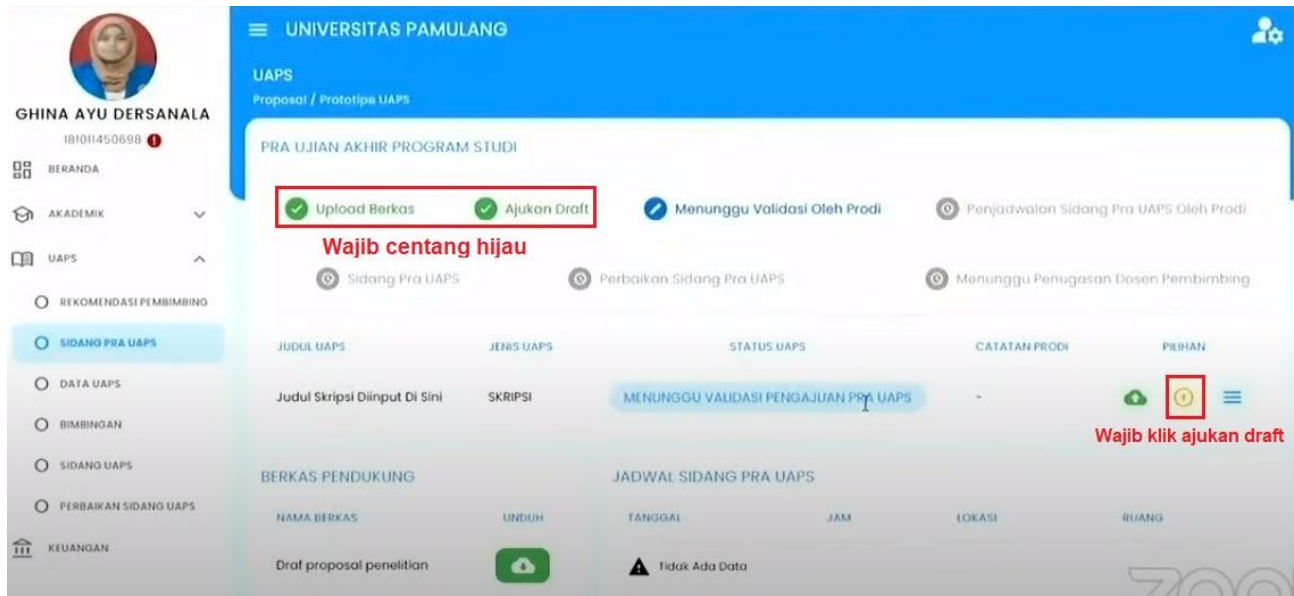 UNIVERSITAS PAMULANG
UAPS
Proposal / Prototipe UAPS
GHINA AYU DERSANALA
181011450698
BERANDA
AKADEMIK
UAPS
REKOMENDASI PEMBIMBING
SIDANG PRA UAPS
DATA UAPS
BIMBINGAN
SIDANG UAPS
PERBAIKAN SIDANG UAPS
KEUANGAN
PRA UJIAN AKHIR PROGRAM STUDI
Upload Berkas Ajukan Draft Menunggu Validasi Oleh Prodi Penjadwalan Sidang Pra UAPS Oleh Prodi
Wajib centang hijau
Sidang Pra UAPS Perbaikan Sidang Pra UAPS Menunggu Penugasan Dosen Pembimbing
JUDUL UAPS JENIS UAPS STATUS UAPS CATATAN PRODI PILIHAN
Judul Skripsi Diinput Di Sini SKRIPSI MENUNGGU VALIDASI PENGAJUAN PRA UAPS -
Wajib klik ajukan draft
BERKAS PENDUKUNG
NAMA BERKAS UNDUH
Draf proposal penelitian
JADWAL SIDANG PRA UAPS
TANGGAL JAM LOKASI RUANG
Tidak Ada Data
zoom